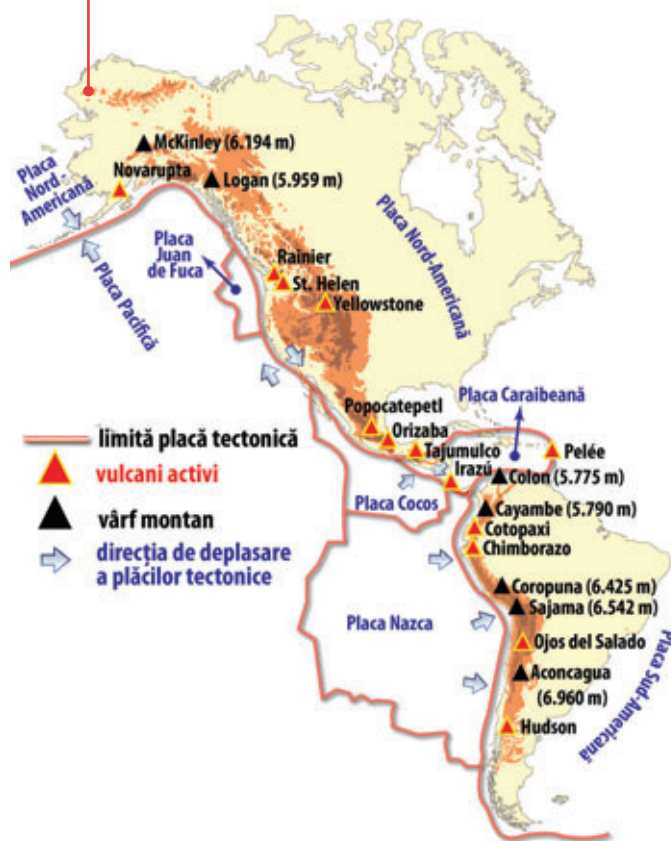 McKinley (6.194 m)
Novarupta
Logan (5.959 m)
Placa
Nord-
Americană
Placa
Juan
de Fuca
Placa Pacifică
Placa Nord-Americană
Rainier
St. Helen
Yellowstone
Popocatepetl
Orizaba
Tajumulco
Irazú
Placa Caraibeană
Pelée
Colon (5.775 m)
Placa Cocos
Cayambe (5.790 m)
Cotopaxi
Chimborazo
Placa Nazca
Coropuna (6.425 m)
Sajama (6.542 m)
Ojos del Salado
Aconcagua
(6.960 m)
Hudson
Placa Sud-Americană
limită placă tectonică
vulcani activi
vârf montan
direcția de deplasare
a plăcilor tectonice